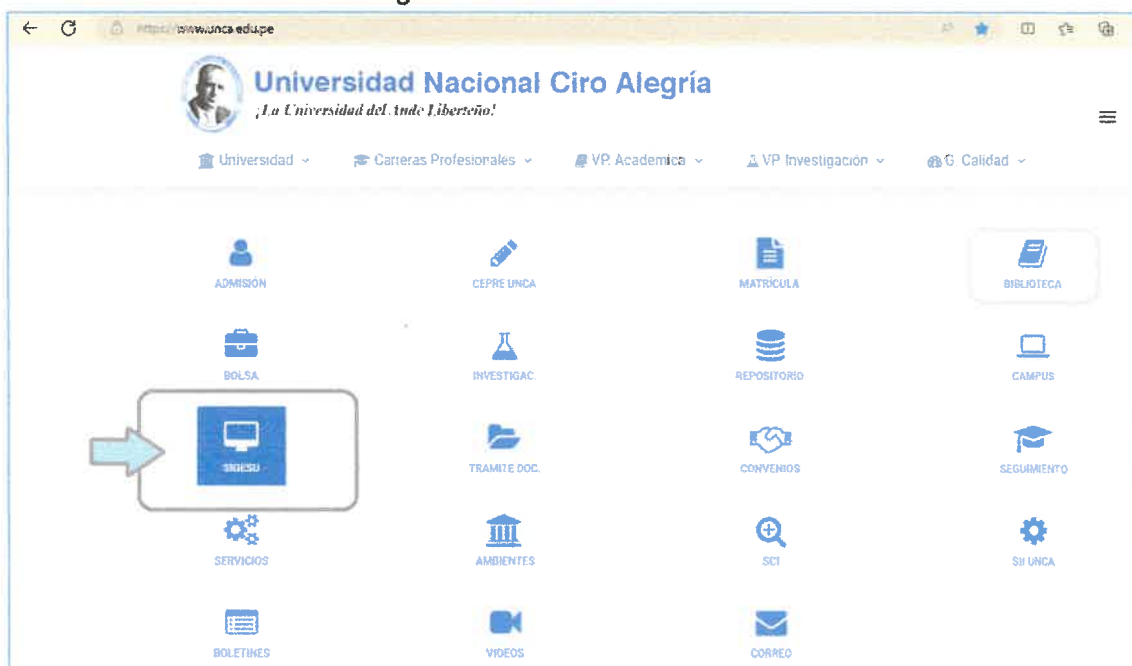 www.unca.edu.pe
Universidad Nacional Ciro Alegría
¡La Universidad del Ande Liberteño!
Universidad Carreras Profesionales VP. Academica VP Investigación G. Calidad
ADMISIÓN CEPRE UNCA MATRÍCULA BIBLIOTECA
BOLSA INVESTIGAC. REPOSITORIO CAMPUS
SIGESU TRAMITE DOC. CONVENIOS SEGUIMIENTO
SERVICIOS AMBIENTES SCI UNCA
BOLETINES VIDEOS CORREO